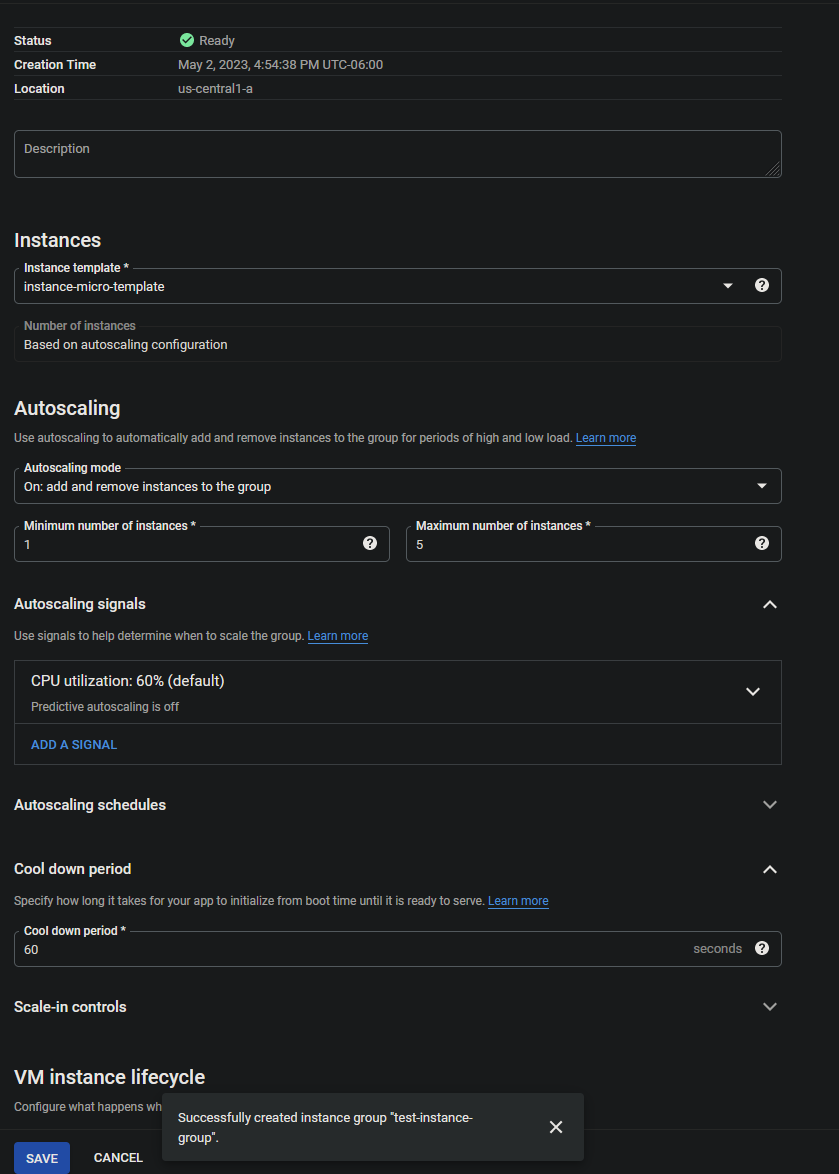 Status Ready
Creation Time May 2, 2023, 4:54:38 PM UTC-06:00
Location us-central1-a
Description
Instances
Instance template *
instance-micro-template
Number of instances
Based on autoscaling configuration
Autoscaling
Use autoscaling to automatically add and remove instances to the group for periods of high and low load. Learn more
Autoscaling mode
On: add and remove instances to the group
Minimum number of instances * Maximum number of instances *
1 5
Autoscaling signals
Use signals to help determine when to scale the group. Learn more
CPU utilization: 60% (default)
Predictive autoscaling is off
ADD A SIGNAL
Autoscaling schedules
Cool down period
Specify how long it takes for your app to initialize from boot time until it is ready to serve. Learn more
Cool down period *
60 seconds
Scale-in controls
VM instance lifecycle
Configure what happens wh
Successfully created instance group "test-instance-
group".
SAVE CANCEL